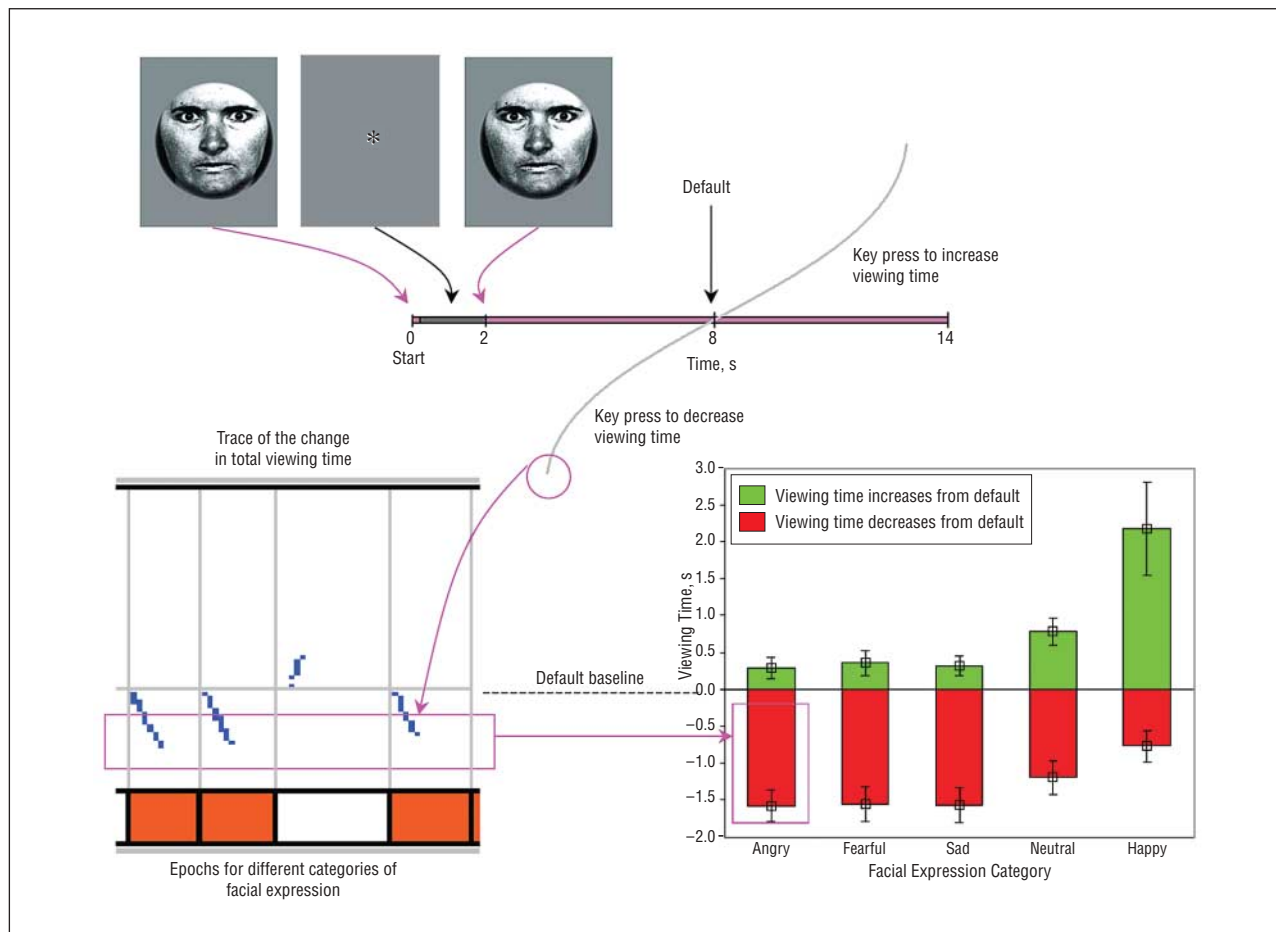 *
Default
Key press to increase
viewing time
0
2
8
14
Start
Time, s
Key press to decrease
viewing time
Trace of the change
in total viewing time
Default baseline
Epochs for different categories of
facial expression
3.0
2.5
2.0
1.5
1.0
0.5
0.0
–0.5
–1.0
–1.5
–2.0
Viewing Time, s
Viewing time increases from default
Viewing time decreases from default
Angry
Fearful
Sad
Neutral
Happy
Facial Expression Category